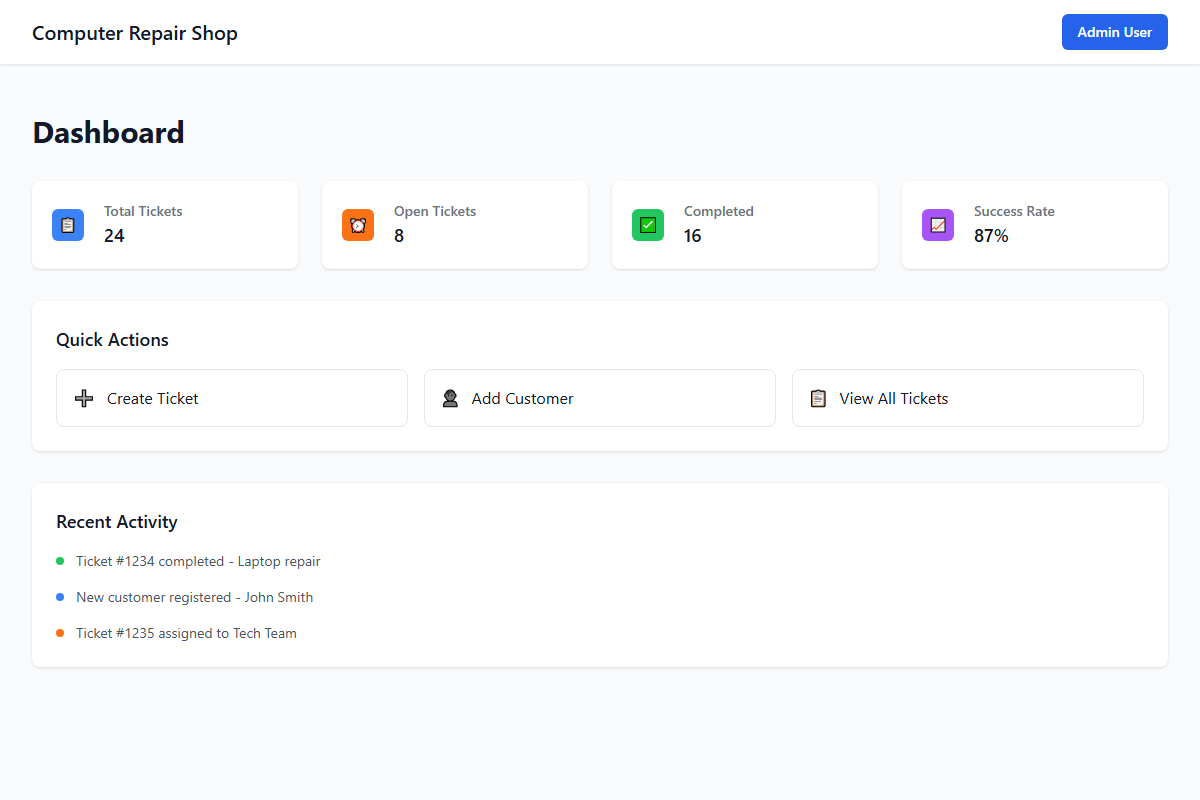 Computer Repair Shop
Admin User
Dashboard
Total Tickets
24
Open Tickets
8
Completed
16
Success Rate
87%
Quick Actions
Create Ticket
Add Customer
View All Tickets
Recent Activity
Ticket #1234 completed - Laptop repair
New customer registered - John Smith
Ticket #1235 assigned to Tech Team